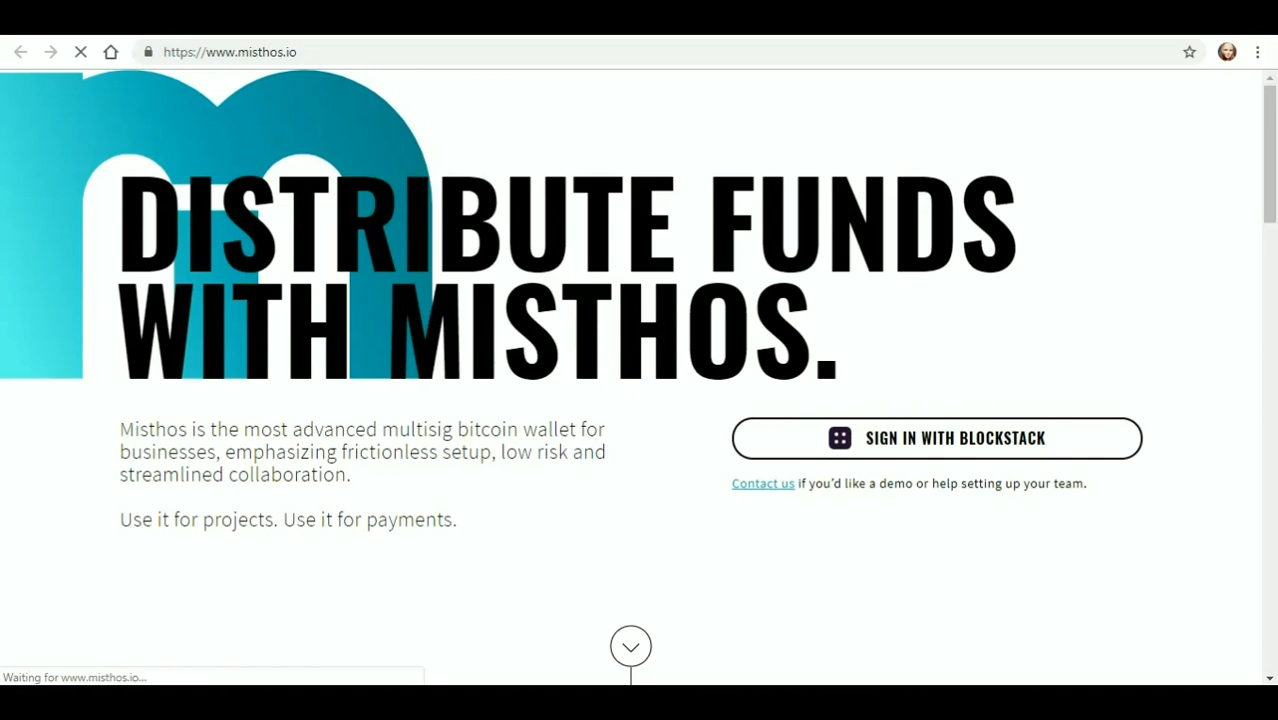 https://www.misthos.io
DISTRIBUTE FUNDS
WITH MISTHOS.
Misthos is the most advanced multisig bitcoin wallet for
businesses, emphasizing frictionless setup, low risk and
streamlined collaboration.
Use it for projects. Use it for payments.
SIGN IN WITH BLOCKSTACK
Contact us if you'd like a demo or help setting up your team.
Waiting for www.misthos.io...